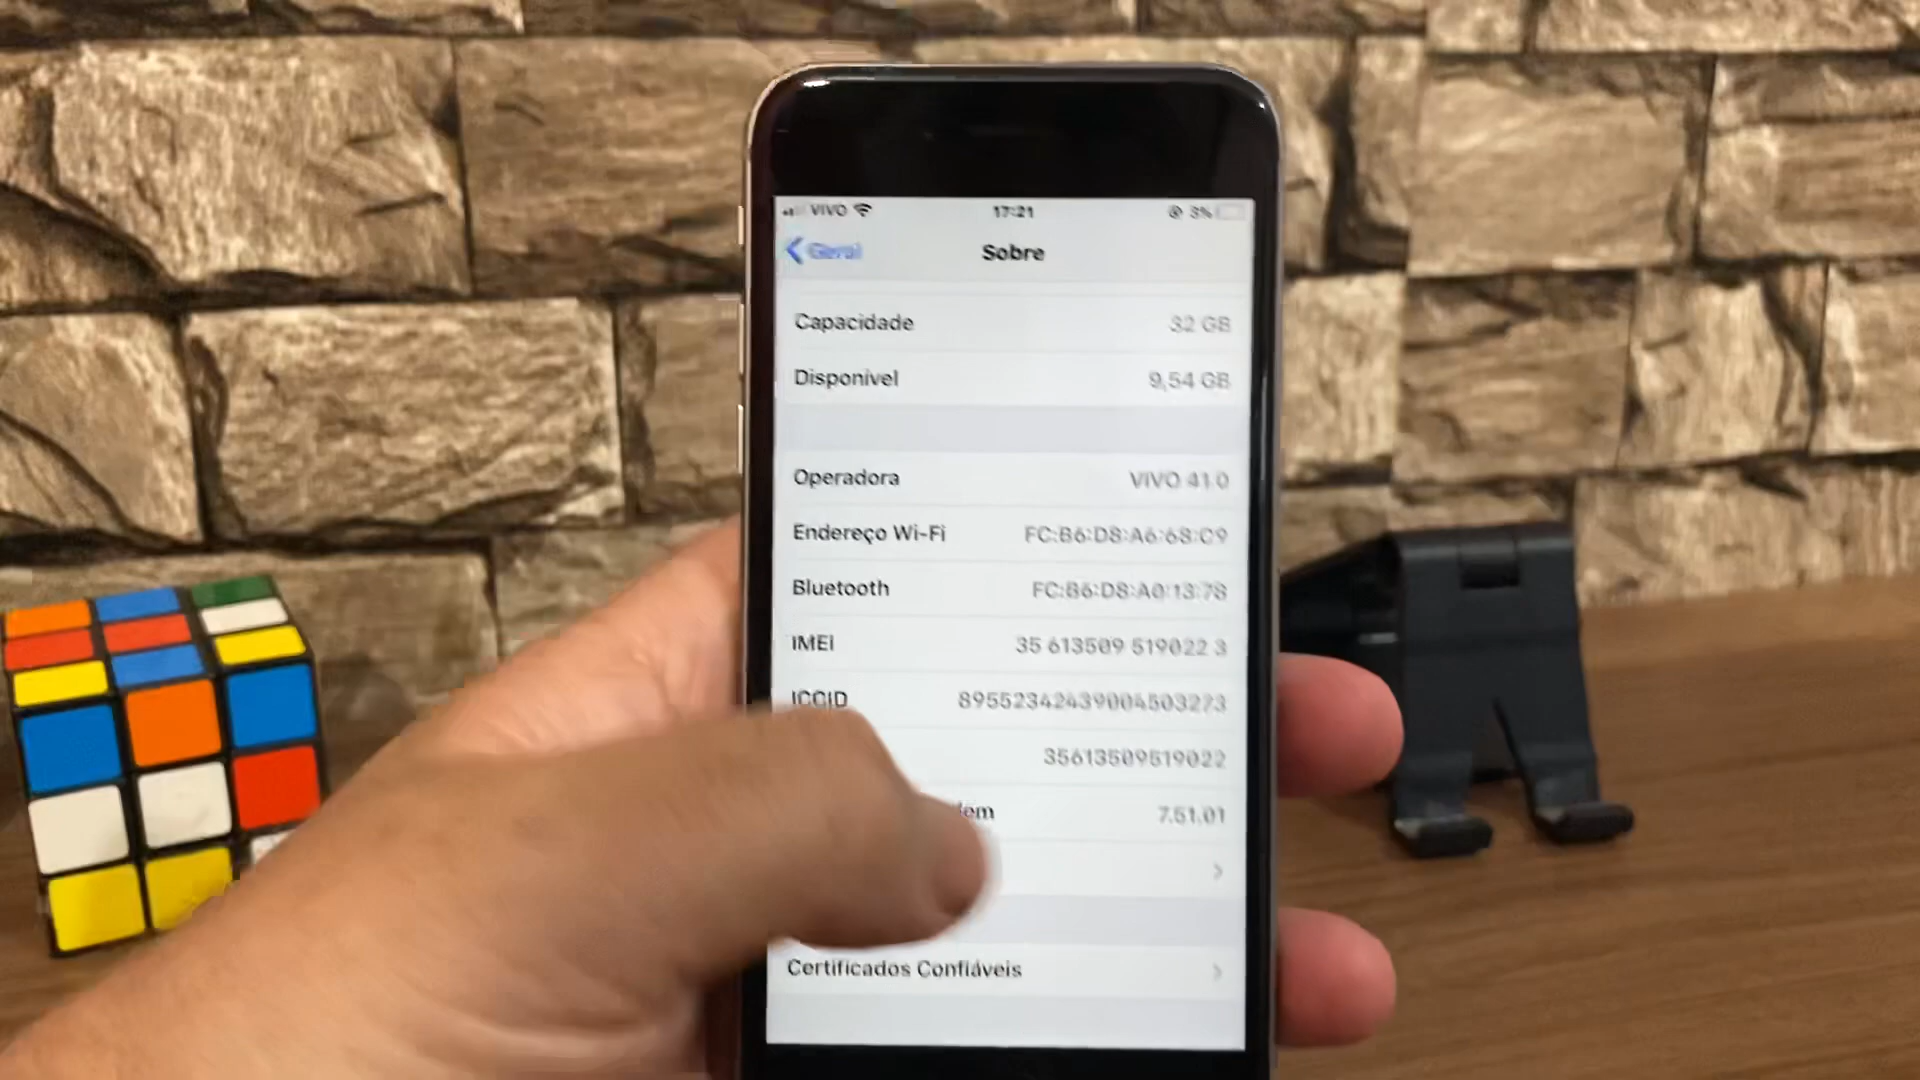 VIVO 17:21 3%
Geral Sobre
Capacidade 32 GB
Disponível 9,54 GB
Operadora VIVO 41.0
Endereço Wi-Fi FC:B6:D8:A6:68:C9
Bluetooth FC:B6:D8:A0:13:78
IMEI 35 613509 519022 3
ICCID 89552342439004503273
35613509519022
7.51.01
Certificados Confiáveis